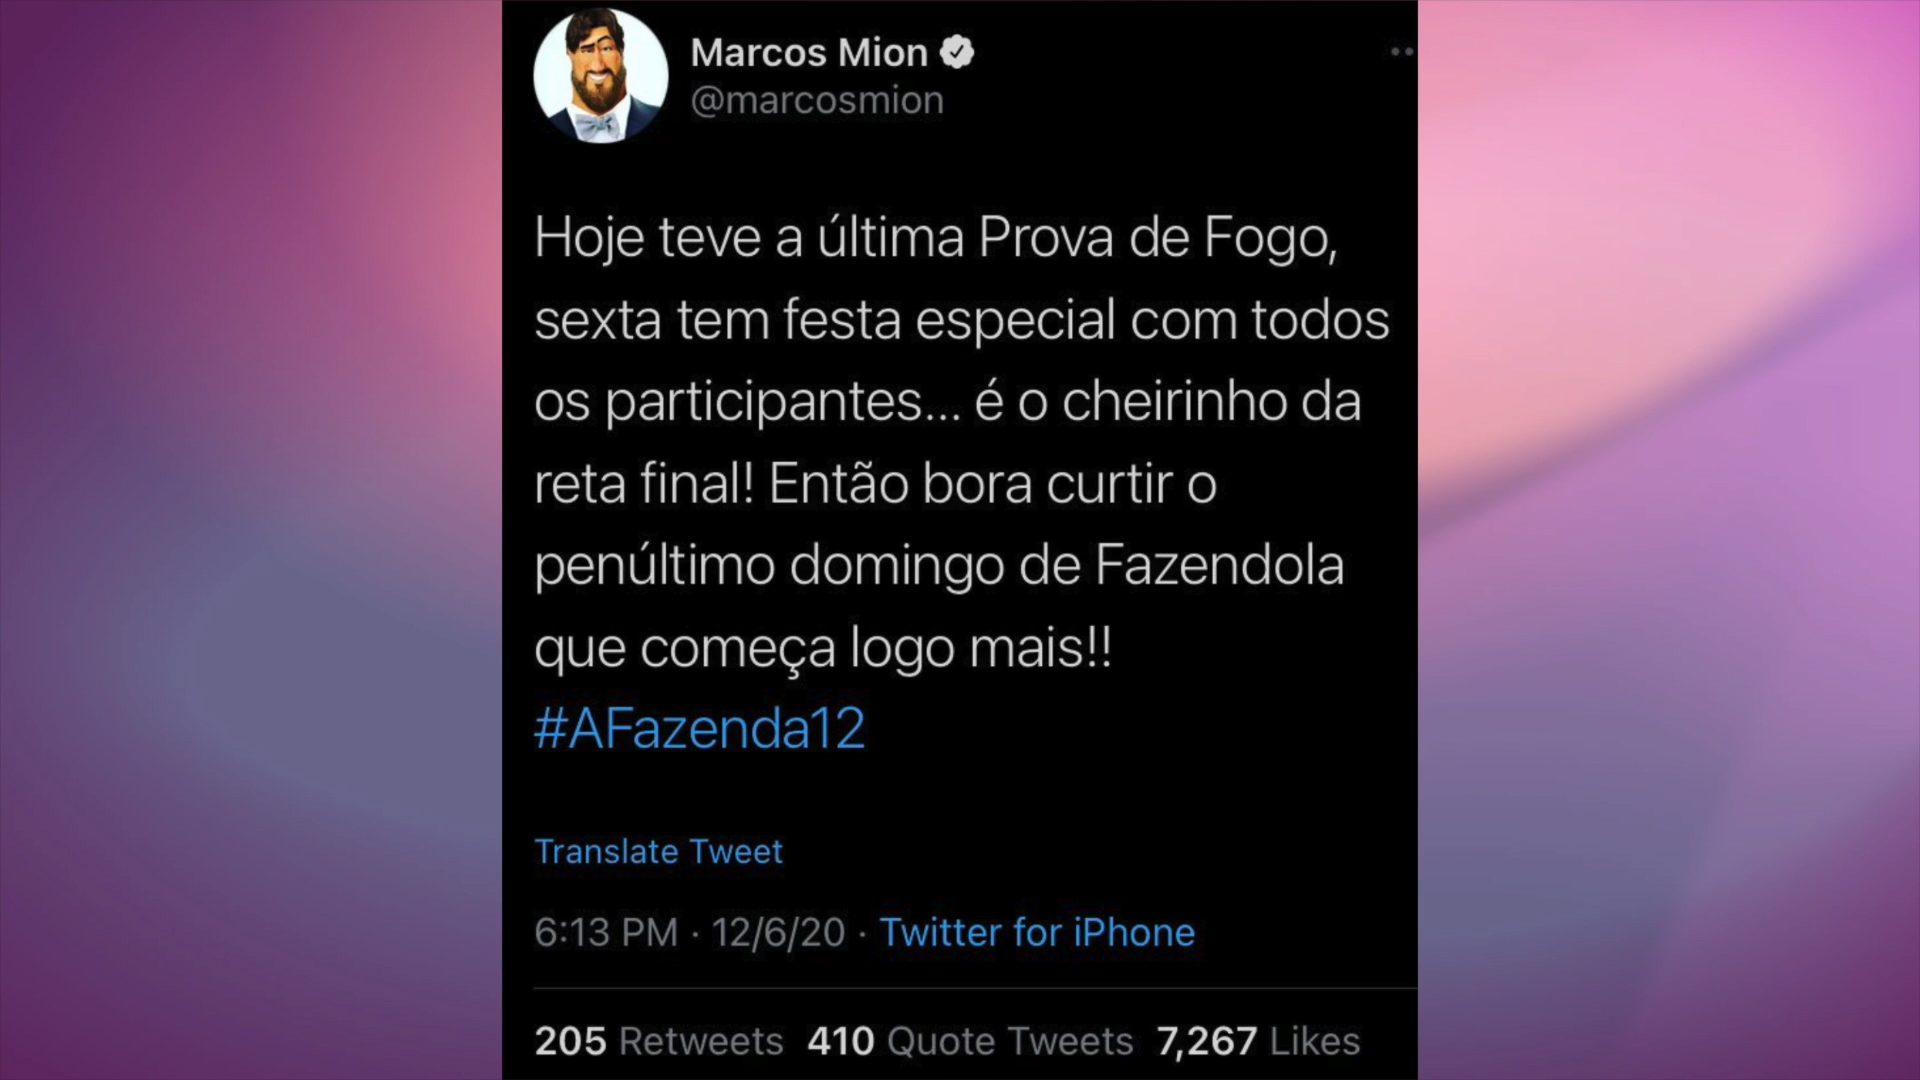 Marcos Mion
@marcosmion
Hoje teve a última Prova de Fogo,
sexta tem festa especial com todos
os participantes... é o cheirinho da
reta final! Então bora curtir o
penúltimo domingo de Fazendola
que começa logo mais!!
#AFazenda12
Translate Tweet
6:13 PM · 12/6/20 · Twitter for iPhone
205 Retweets 410 Quote Tweets 7,267 Likes